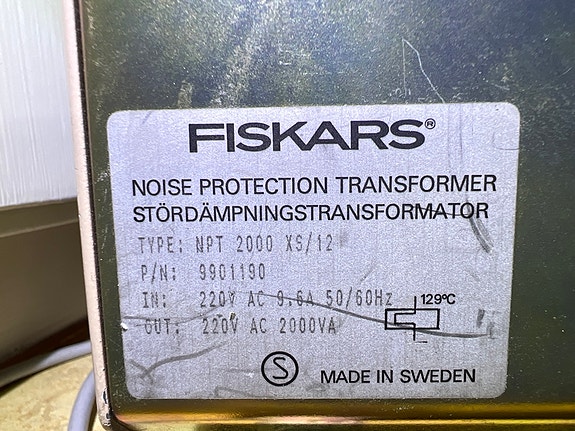 FISKARS®
NOISE PROTECTION TRANSFORMER
STÖRDÄMPNINGSTRANSFORMATOR
TYPE: NPT 2000 XS/12
P/N: 9901190
IN: 220V AC 9.6A 50/60Hz
OUT: 220V AC 2000VA
129°C
S
MADE IN SWEDEN